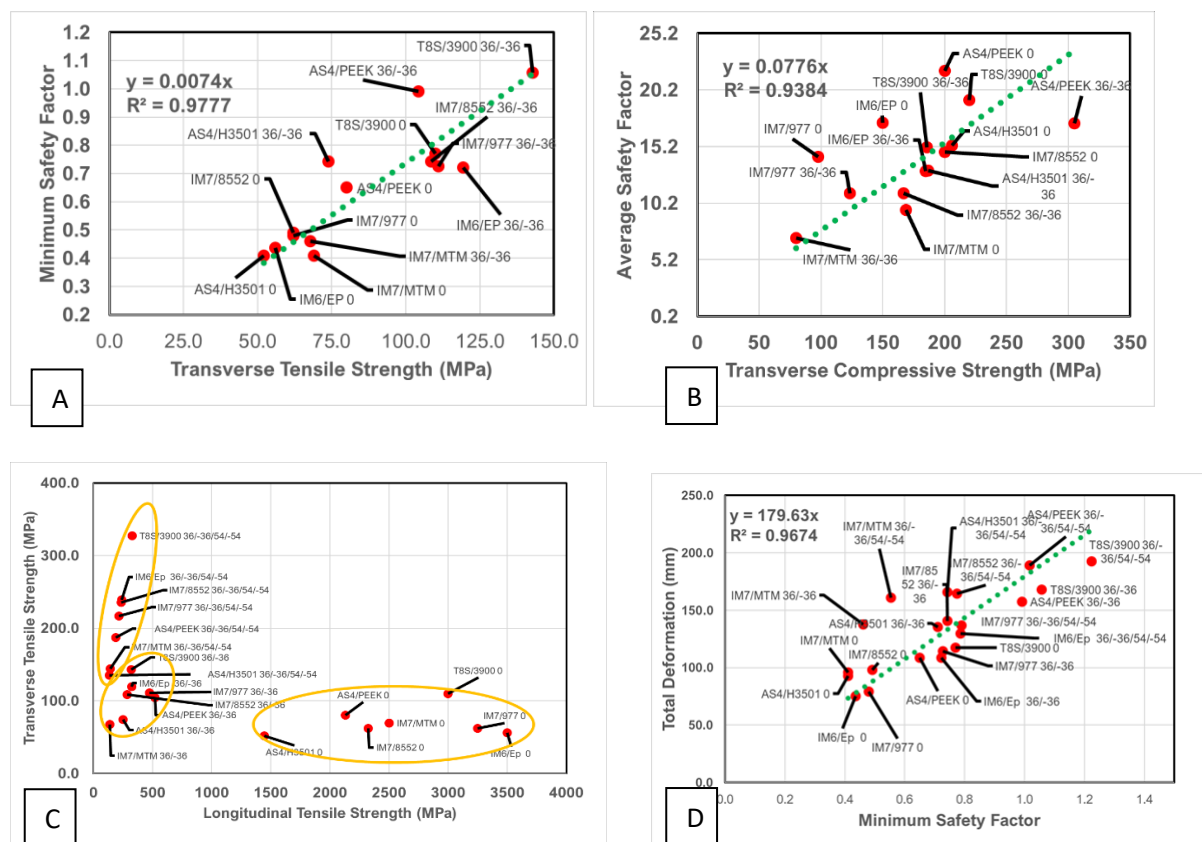 1.2
1.1
1.0
0.9
0.8
0.7
0.6
0.5
0.4
0.3
0.2
Minimum Safety Factor
y = 0.0074x
R² = 0.9777
T8S/3900 36/-36
AS4/PEEK 36/-36
IM7/8552 36/-36
T8S/3900 0
AS4/H3501 36/-36
IM7/977 36/-36
IM7/8552 0
AS4/PEEK 0
IM7/977 0
IM6/EP 36/-36
IM7/MTM 36/-36
AS4/H3501 0
IM6/EP 0
IM7/MTM 0
0.0 25.0 50.0 75.0 100.0 125.0 150.0
Transverse Tensile Strength (MPa)
A
25.2
20.2
15.2
10.2
5.2
0.2
Average Safety Factor
y = 0.0776x
R² = 0.9384
AS4/PEEK 0
T8S/3900 0
T8S/3900 36/-36
AS4/PEEK 36/-36
IM6/EP 0
IM7/977 0
IM6/EP 36/-36
AS4/H3501 0
IM7/8552 0
IM7/977 36/-36
AS4/H3501 36/-
36
IM7/8552 36/-36
IM7/MTM 0
IM7/MTM 36/-36
0 50 100 150 200 250 300 350
Transverse Compressive Strength (MPa)
B
400.0
300.0
200.0
100.0
0.0
Transverse Tensile Strength (MPa)
T8S/3900 36/-36/54/-54
IM6/Ep 36/-36/54/-54
IM7/8552 36/-36/54/-54
IM7/977 36/-36/54/-54
AS4/PEEK 36/-36/54/-54
IM7/MTM 36/-36/54/-54
T8S/3900 36/-36
AS4/H3501 36/-36/54/-54
IM6/Ep 36/-36
IM7/977 36/-36
IM7/8552 36/-36
AS4/PEEK 36/-36
AS4/H3501 36/-36
IM7/MTM 36/-36
T8S/3900 0
AS4/PEEK 0
IM7/MTM 0
IM7/977 0
AS4/H3501 0
IM7/8552 0
IM6/Ep 0
0 500 1000 1500 2000 2500 3000 3500 4000
Longitudinal Tensile Strength (MPa)
C
250.0
200.0
150.0
100.0
50.0
0.0
Total Deformation (mm)
y = 179.63x
R² = 0.9674
IM7/MTM 36/-
36/54/-54
AS4/H3501 36/-
36/54/-54
AS4/PEEK 36/-
36/54/-54
T8S/3900 36/-
36/54/-54
IM7/85
52 36/-
36
M7/8552 36/-
36/54/-54
T8S/3900 36/-36
AS4/PEEK 36/-36
IM7/MTM 36/-36
AS4/H3501 36/-36
IM7/977 36/-36/54/-54
IM6/Ep 36/-36/54/-54
IM7/MTM 0
IM7/8552 0
T8S/3900 0
IM7/977 36/-36
AS4/H3501 0
AS4/PEEK 0
IM6/Ep 36/-36
IM6/Ep 0
IM7/977 0
0.0 0.2 0.4 0.6 0.8 1.0 1.2 1.4
Minimum Safety Factor
D